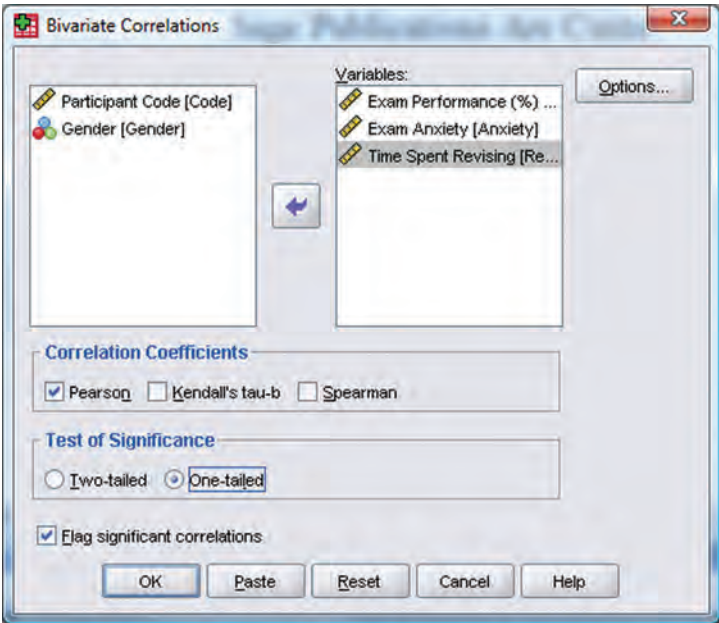 Bivariate Correlations
Variables:
Participant Code [Code]
Gender [Gender]
Exam Performance (%) ...
Exam Anxiety [Anxiety]
Time Spent Revising [Re...
Options...
Correlation Coefficients
Pearson Kendall's tau-b Spearman
Test of Significance
Two-tailed One-tailed
Flag significant correlations
OK Paste Reset Cancel Help